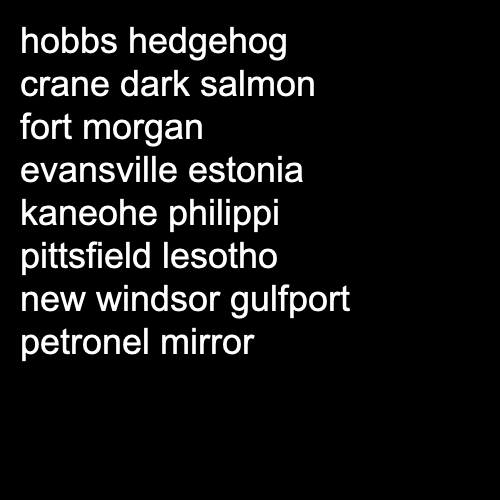 hobbs hedgehog
crane dark salmon
fort morgan
evansville estonia
kaneohe philippi
pittsfield lesotho
new windsor gulfport
petronel mirror